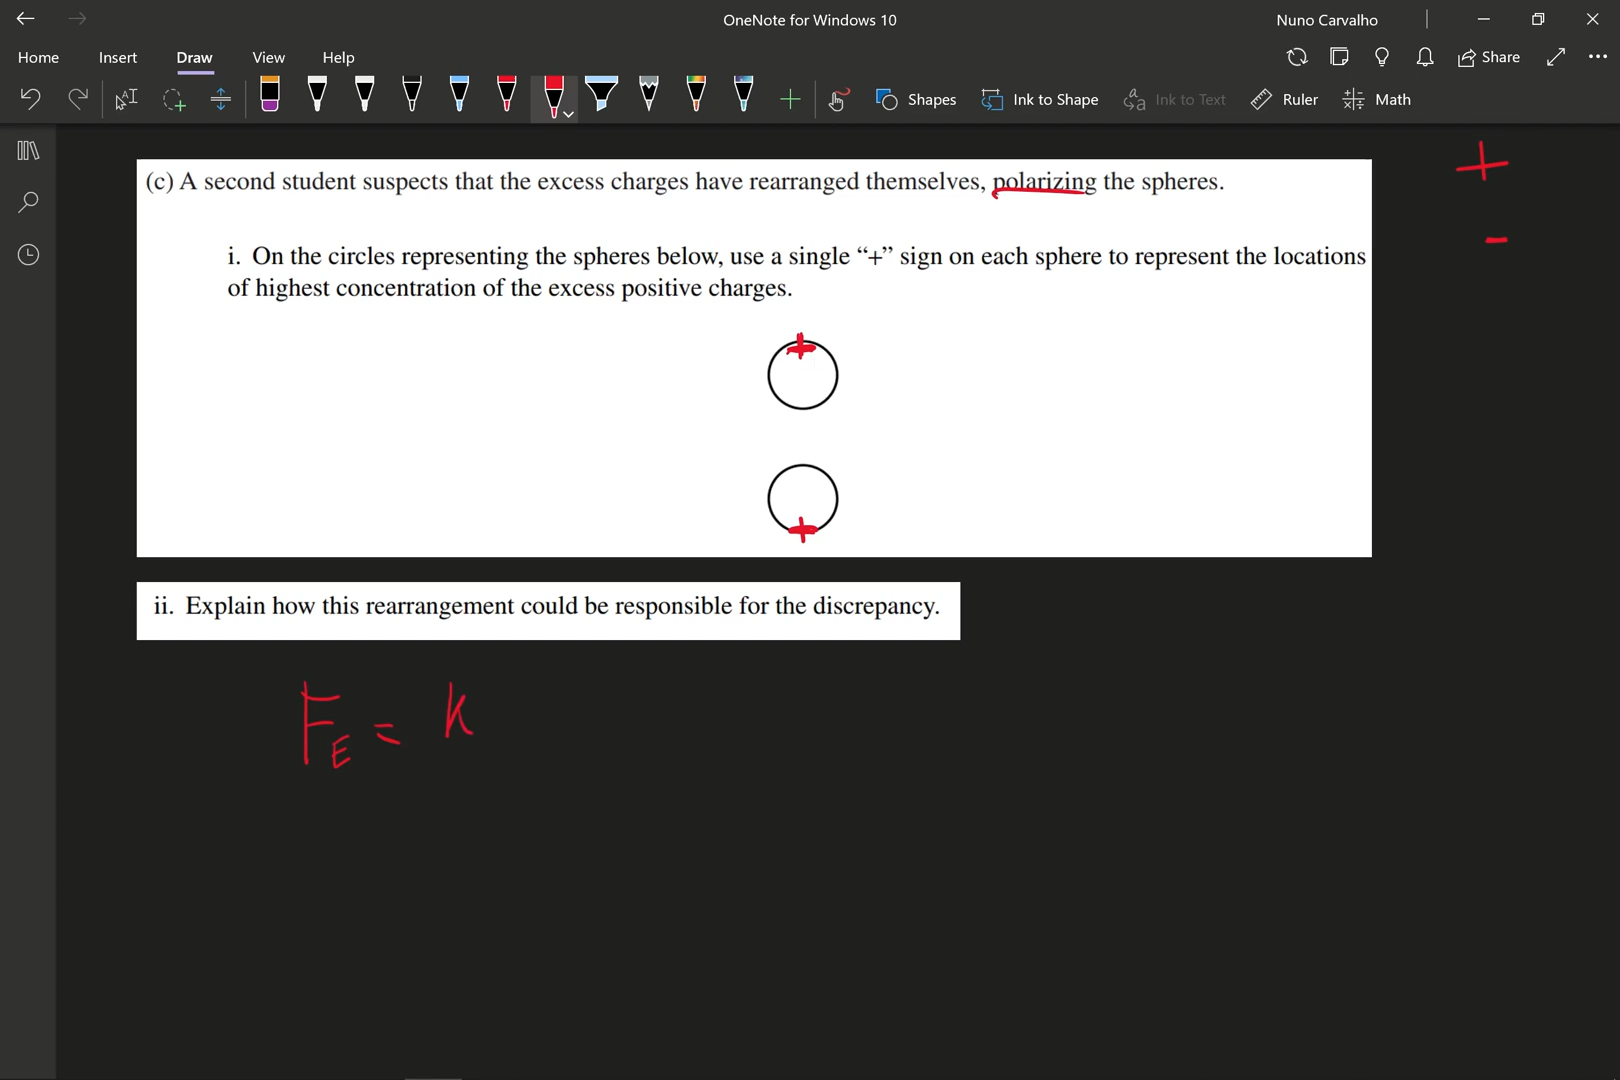 OneNote for Windows 10
Nuno Carvalho
Home Insert Draw View Help
Share
Shapes Ink to Shape Ink to Text Ruler Math
(c) A second student suspects that the excess charges have rearranged themselves, polarizing the spheres.
+
-
i. On the circles representing the spheres below, use a single “+” sign on each sphere to represent the locations
of highest concentration of the excess positive charges.
+
+
ii. Explain how this rearrangement could be responsible for the discrepancy.
F_E = k